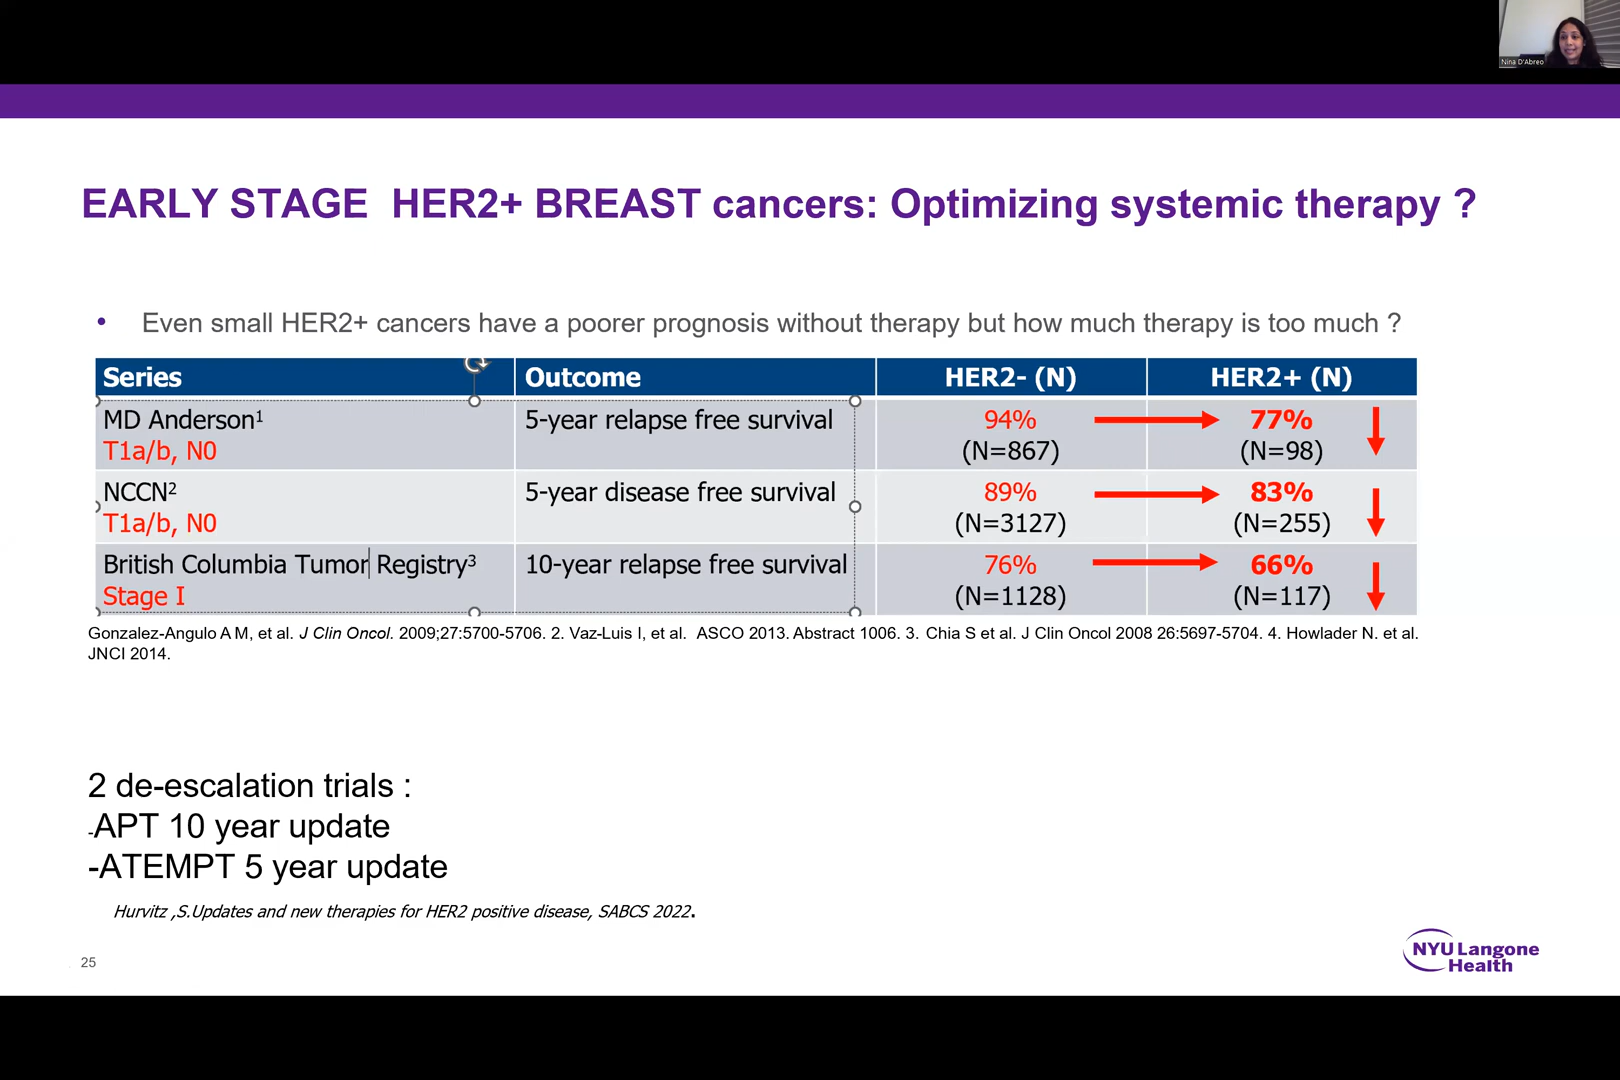 Nina D'Abreo
EARLY STAGE  HER2+ BREAST cancers: Optimizing systemic therapy ?
• Even small HER2+ cancers have a poorer prognosis without therapy but how much therapy is too much ?
Series Outcome HER2- (N) HER2+ (N)
MD Anderson¹ 5-year relapse free survival 94% 77%
T1a/b, N0 (N=867) (N=98)
NCCN² 5-year disease free survival 89% 83%
T1a/b, N0 (N=3127) (N=255)
British Columbia Tumor Registry³ 10-year relapse free survival 76% 66%
Stage I (N=1128) (N=117)
Gonzalez-Angulo A M, et al. J Clin Oncol. 2009;27:5700-5706. 2. Vaz-Luis I, et al.  ASCO 2013. Abstract 1006. 3. Chia S et al. J Clin Oncol 2008 26:5697-5704. 4. Howlader N. et al.
JNCI 2014.
2 de-escalation trials :
-APT 10 year update
-ATEMPT 5 year update
Hurvitz ,S.Updates and new therapies for HER2 positive disease, SABCS 2022.
25
NYU Langone
Health